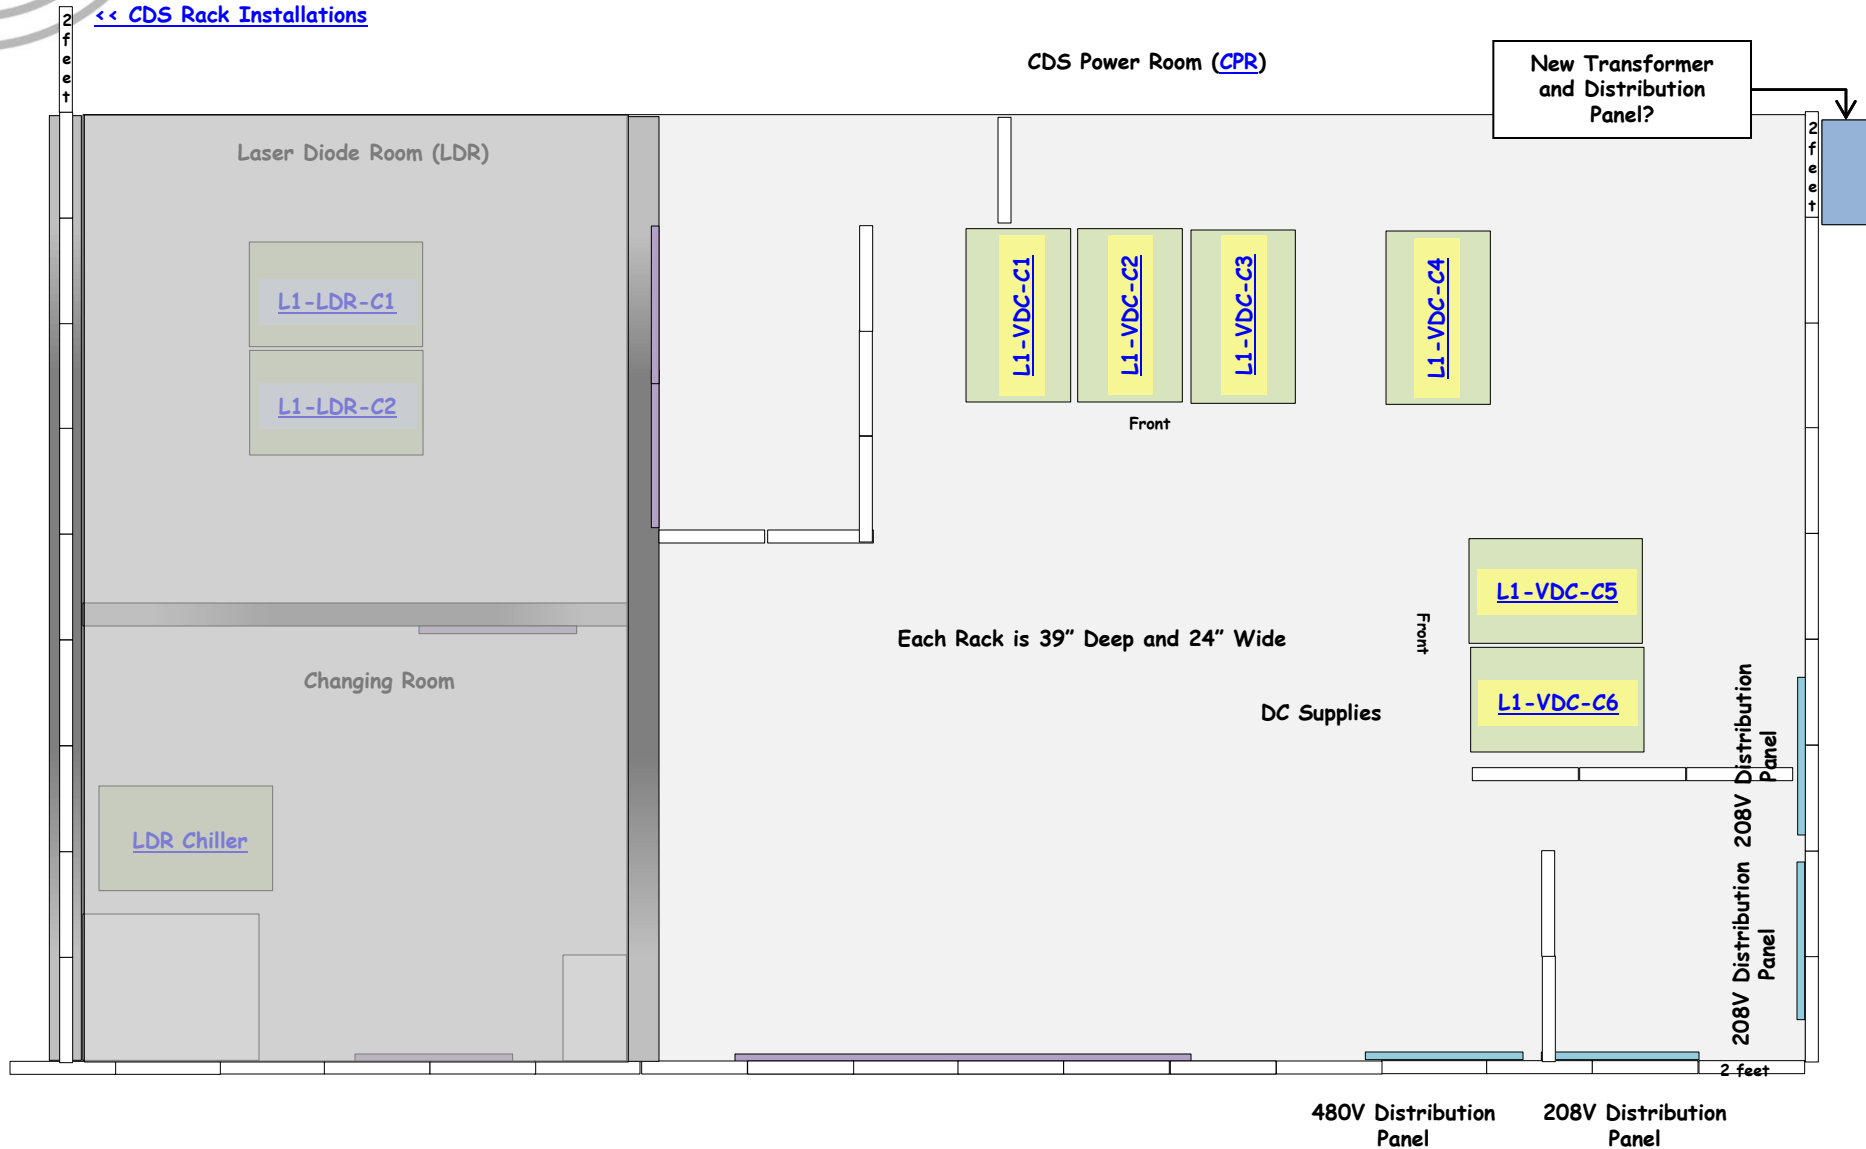 << CDS Rack Installations
2 feet
CDS Power Room (CPR)
New Transformer
and Distribution
Panel?
2 feet
Laser Diode Room (LDR)
L1-LDR-C1
L1-LDR-C2
L1-VDC-C1
L1-VDC-C2
L1-VDC-C3
L1-VDC-C4
Front
L1-VDC-C5
Front
Each Rack is 39” Deep and 24” Wide
Changing Room
L1-VDC-C6
DC Supplies
208V Distribution
Panel
LDR Chiller
208V Distribution
Panel
2 feet
480V Distribution
Panel
208V Distribution
Panel